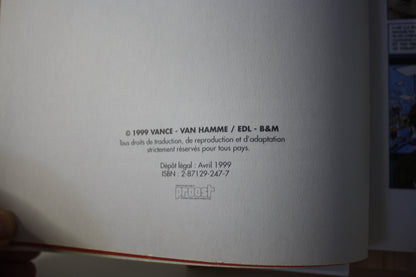 © 1999 VANCE - VAN HAMME / EDL - B&M
Tous droits de traduction, de reproduction et d'adaptation
strictement réservés pour tous pays.
Dépôt légal : Avril 1999
ISBN : 2-87129-247-7
proost